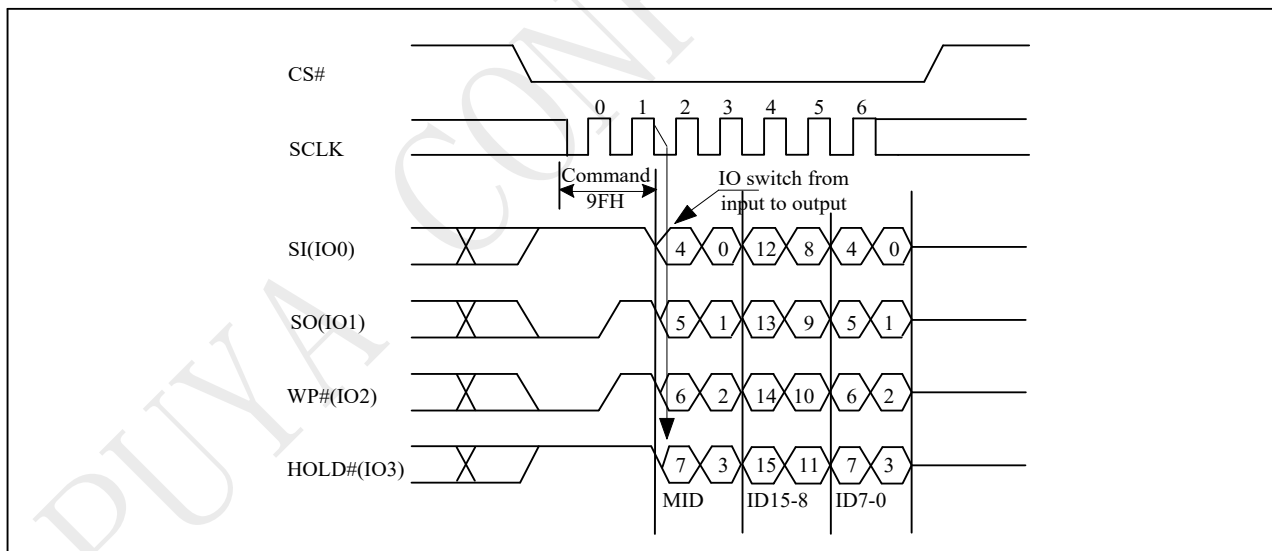 PUYA CONF
CS#
0 1 2 3 4 5 6
SCLK
Command
9FH
IO switch from
input to output
SI(IO0)
4 0 12 8 4 0
SO(IO1)
5 1 13 9 5 1
WP#(IO2)
6 2 14 10 6 2
HOLD#(IO3)
7 3 15 11 7 3
MID ID15-8 ID7-0